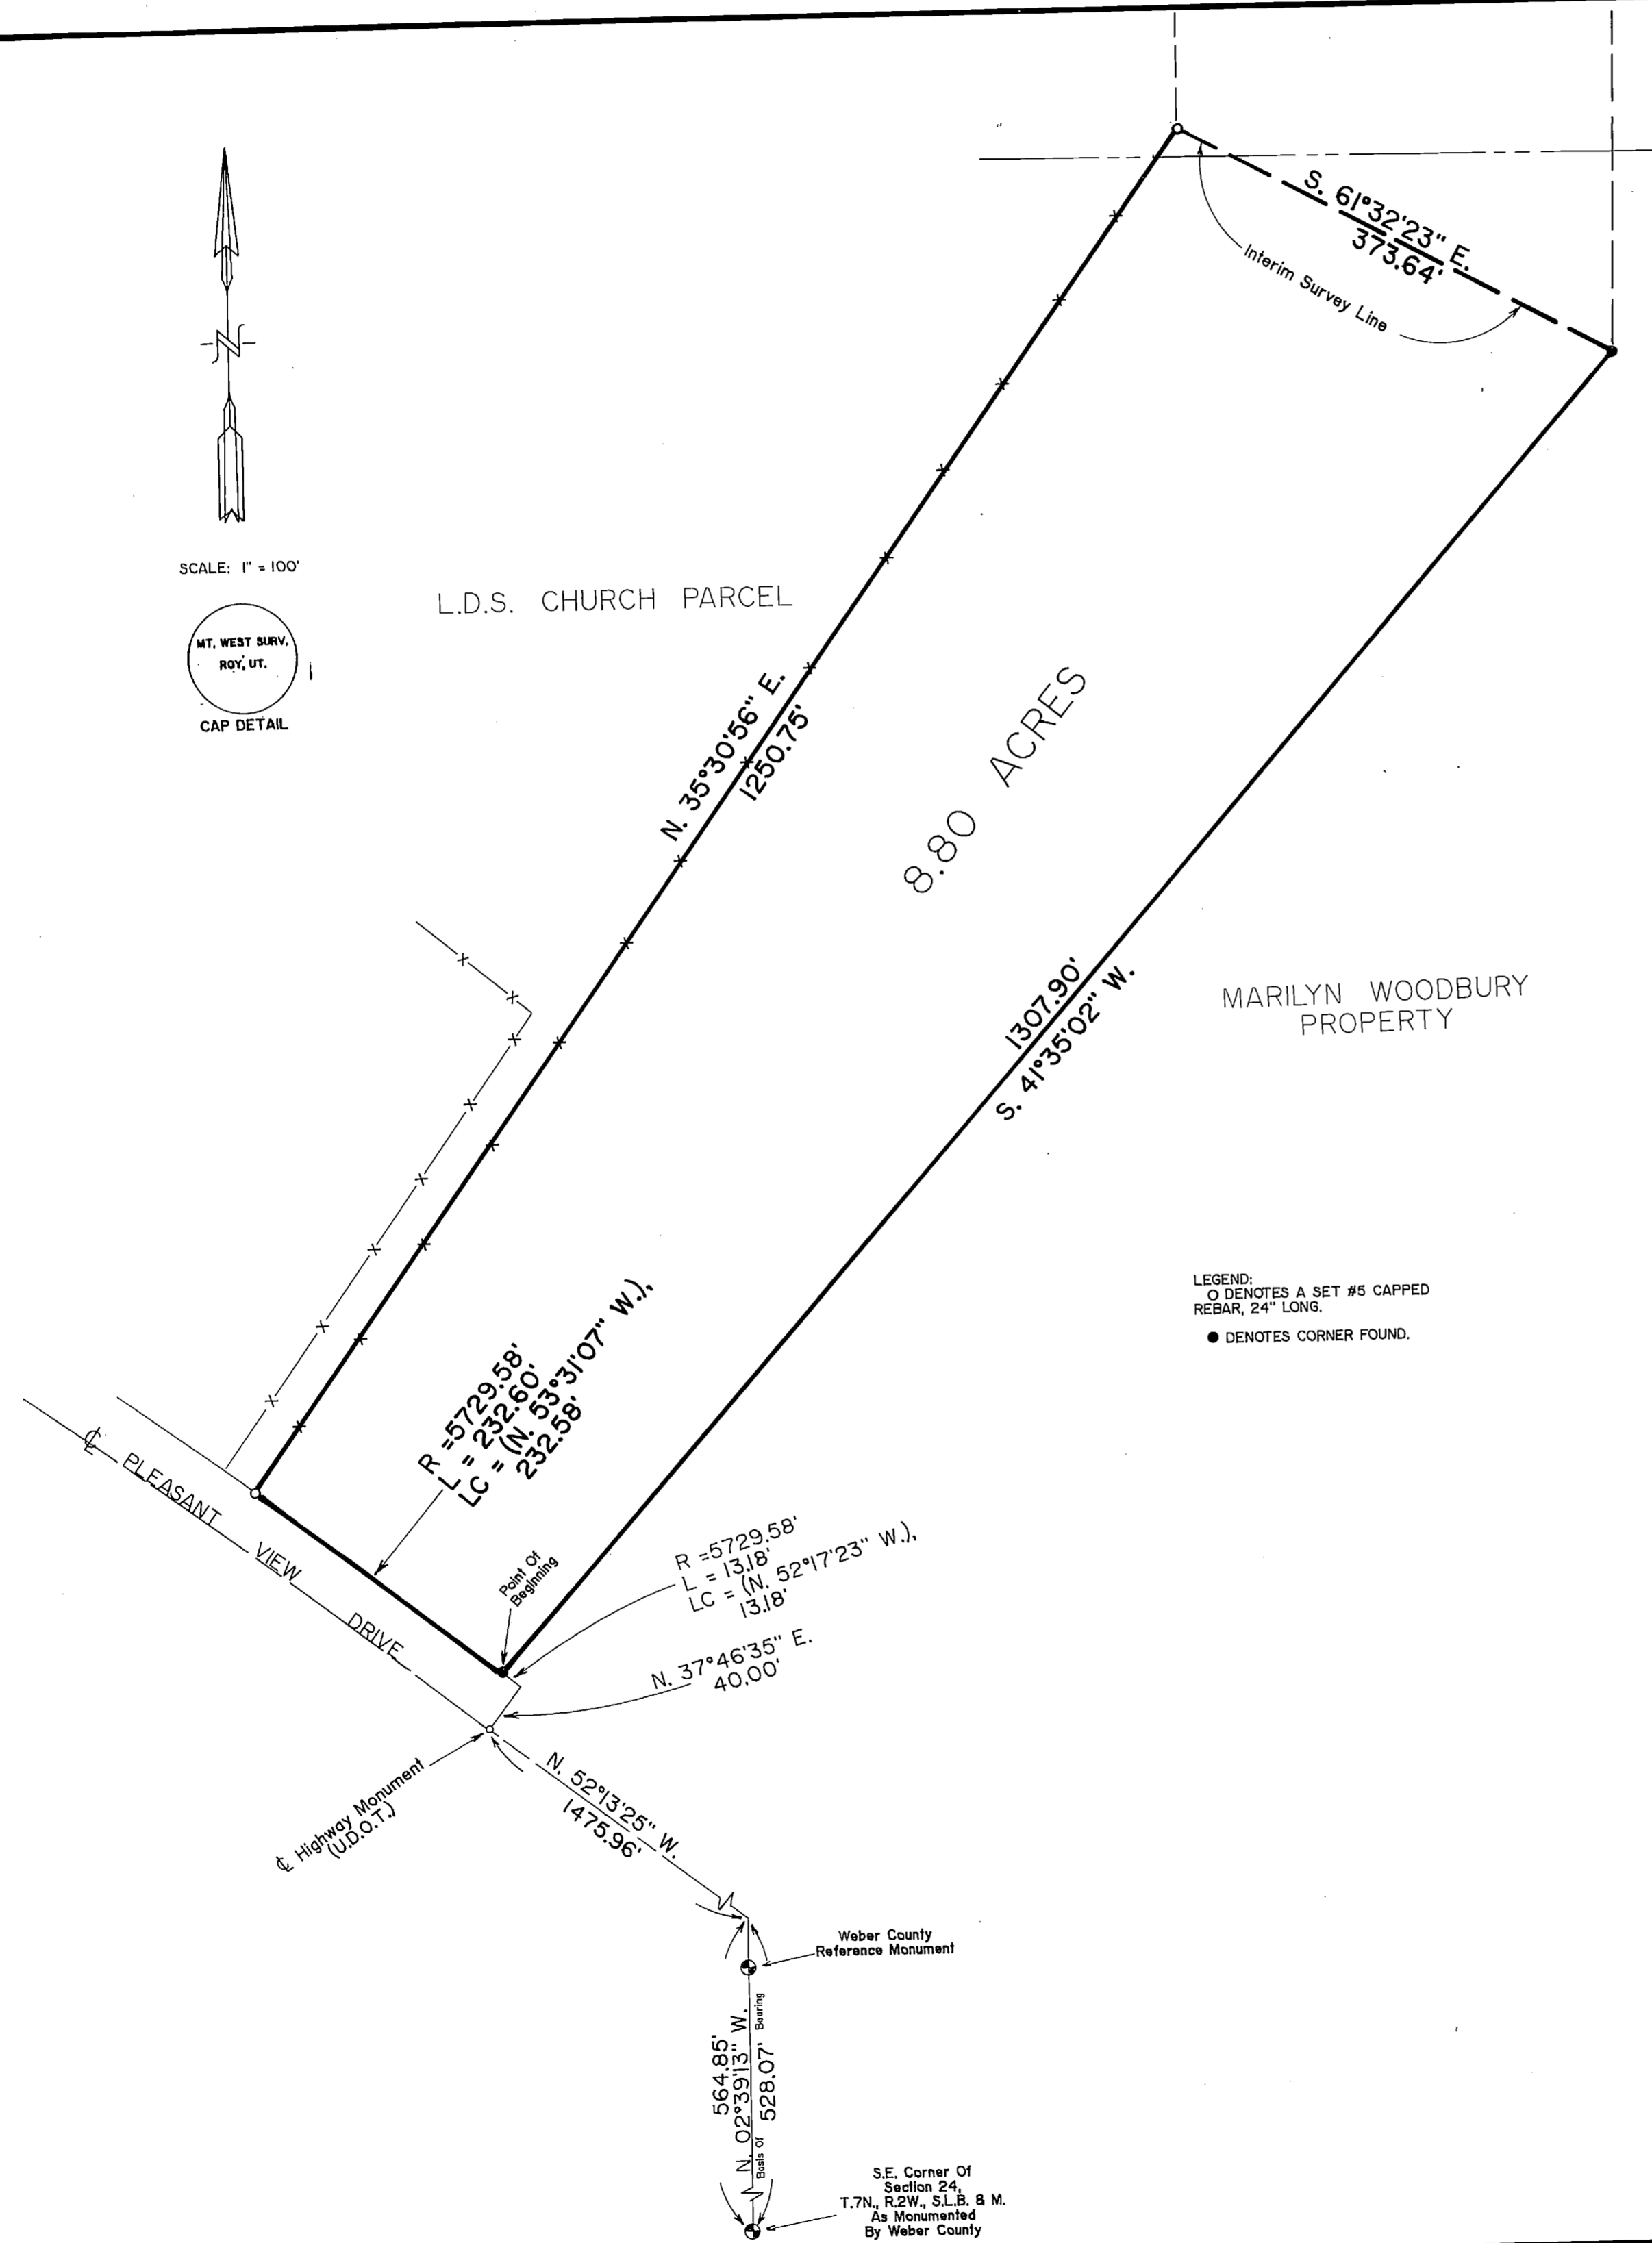 S. 61°32'23" E.
373.64'
Interim Survey Line
N
SCALE: 1" = 100'
MT. WEST SURV.
ROY, UT.
CAP DETAIL
L.D.S. CHURCH PARCEL
N. 35°30'56" E.
1250.75'
8.80 ACRES
1307.90'
S. 41°35'02" W.
MARILYN WOODBURY
PROPERTY
LEGEND:
O DENOTES A SET #5 CAPPED
REBAR, 24" LONG.
● DENOTES CORNER FOUND.
R =5729.58'
L = 232.60'
LC = (N. 53°31'07" W.),
232.58'
℄ PLEASANT VIEW DRIVE
Point Of
Beginning
R =5729.58'
L = 13.18'
LC = (N. 52°17'23" W.),
13.18'
N. 37°46'35" E.
40.00'
℄ Highway Monument
(U.D.O.T.)
N. 52°13'25" W.
1475.96'
Weber County
Reference Monument
564.85'
N. 02°39'13" W.
Basis Of Bearing
528.07'
S.E. Corner Of
Section 24,
T.7N., R.2W., S.L.B. & M.
As Monumented
By Weber County